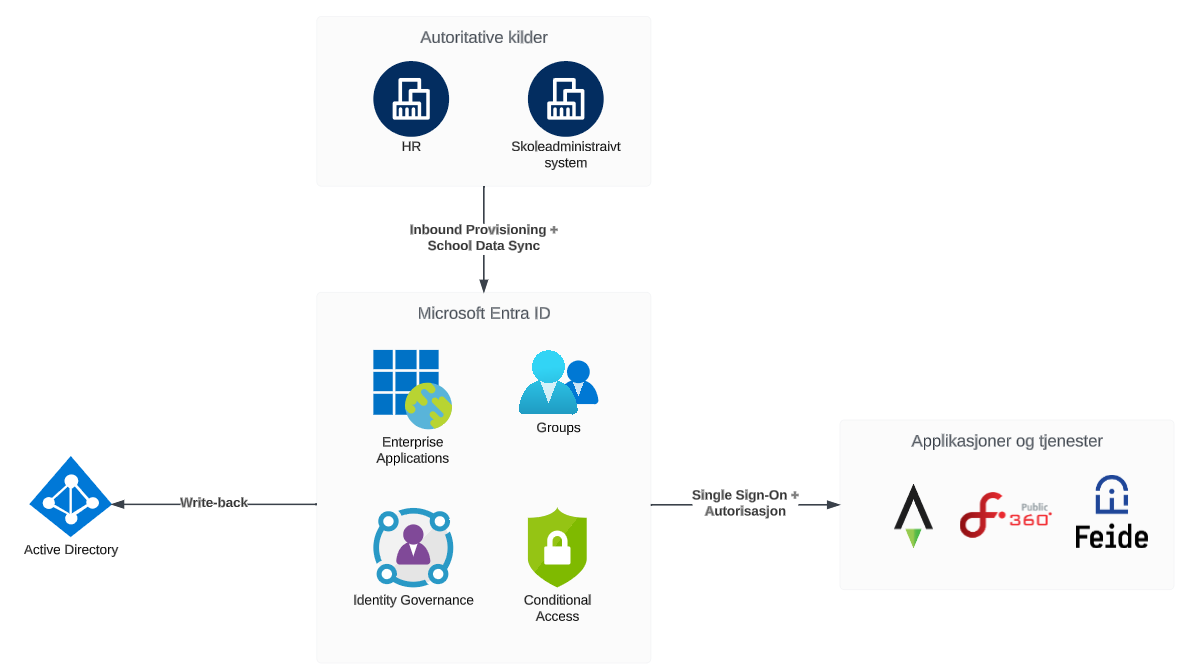 Autoritative kilder
HR
Skoleadministraivt
system
Inbound Provisioning +
School Data Sync
Microsoft Entra ID
Enterprise
Applications
Groups
Identity Governance
Conditional
Access
Write-back
Active Directory
Single Sign-On +
Autorisasjon
Applikasjoner og tjenester
Public
360°
Feide